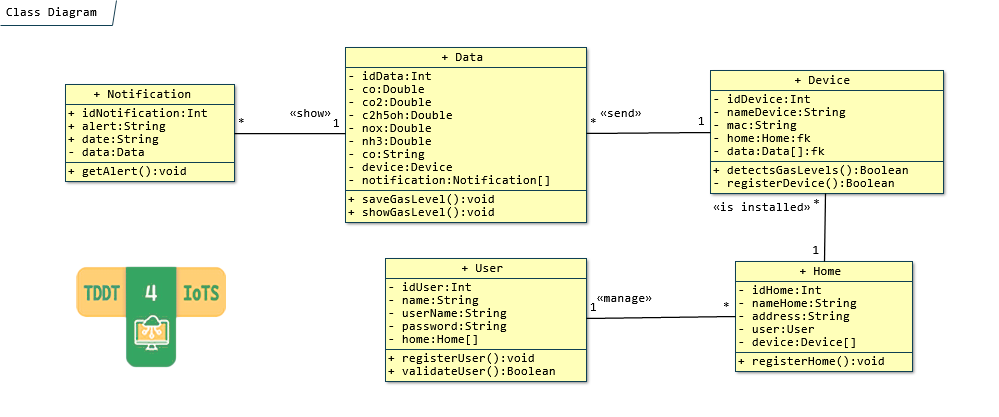 Class Diagram
+ Notification
+ idNotification:Int
+ alert:String
+ date:String
- data:Data
+ getAlert():void
*
«show»
1
+ Data
- idData:Int
- co:Double
- co2:Double
- c2h5oh:Double
- nox:Double
- nh3:Double
- co:String
- device:Device
- notification:Notification[]
+ saveGasLevel():void
+ showGasLevel():void
*
«send»
1
+ Device
- idDevice:Int
- nameDevice:String
- mac:String
- home:Home:fk
- data:Data[]:fk
+ detectsGasLevels():Boolean
- registerDevice():Boolean
«is installed»
*
1
+ User
- idUser:Int
- name:String
- userName:String
- password:String
- home:Home[]
+ registerUser():void
+ validateUser():Boolean
1
«manage»
*
+ Home
- idHome:Int
- nameHome:String
- address:String
- user:User
- device:Device[]
+ registerHome():void
TDDT 4 IoTS